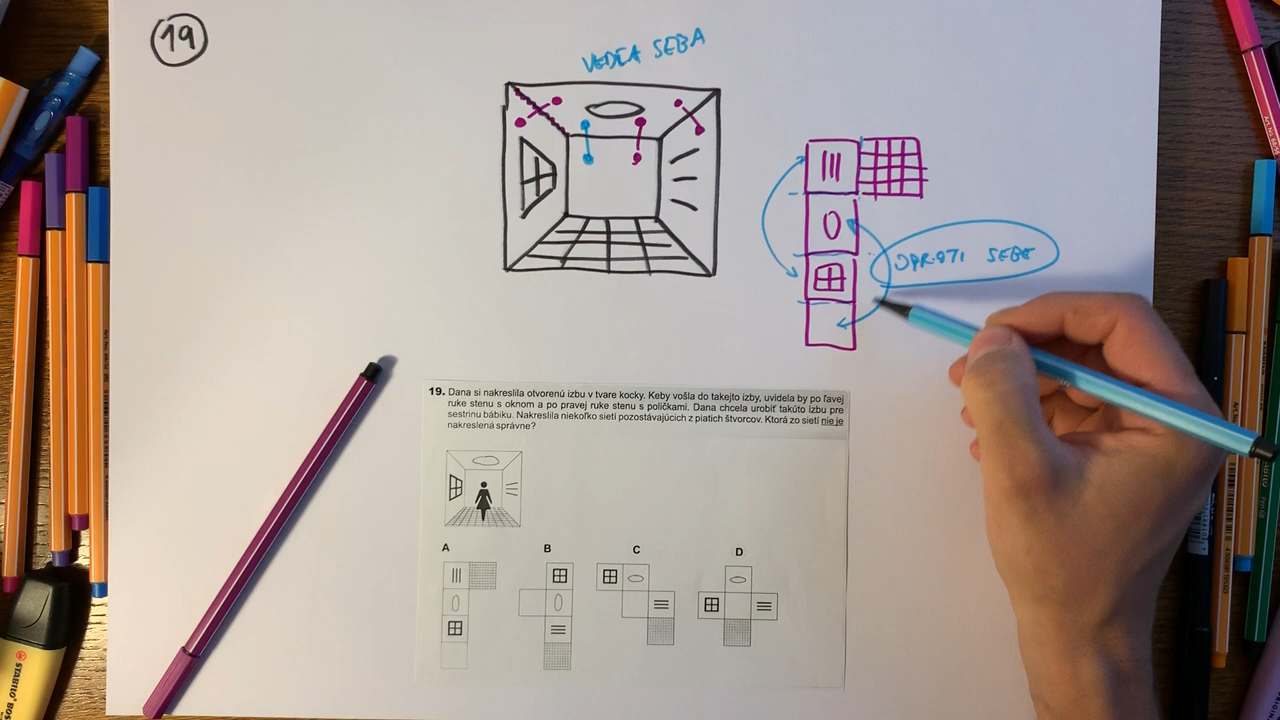 19
VEDĽA SEBA
OPROTI SEBE
19. Dana si nakreslila otvorenú izbu v tvare kocky. Keby vošla do takejto izby, uvidela by po ľavej
ruke stenu s oknom a po pravej ruke stenu s poličkami. Dana chcela urobiť takúto izbu pre
sestrinu bábiku. Nakreslila niekoľko sietí pozostávajúcich z piatich štvorcov. Ktorá zo sietí nie je
nakreslená správne?
A B C D
STABILO BOS